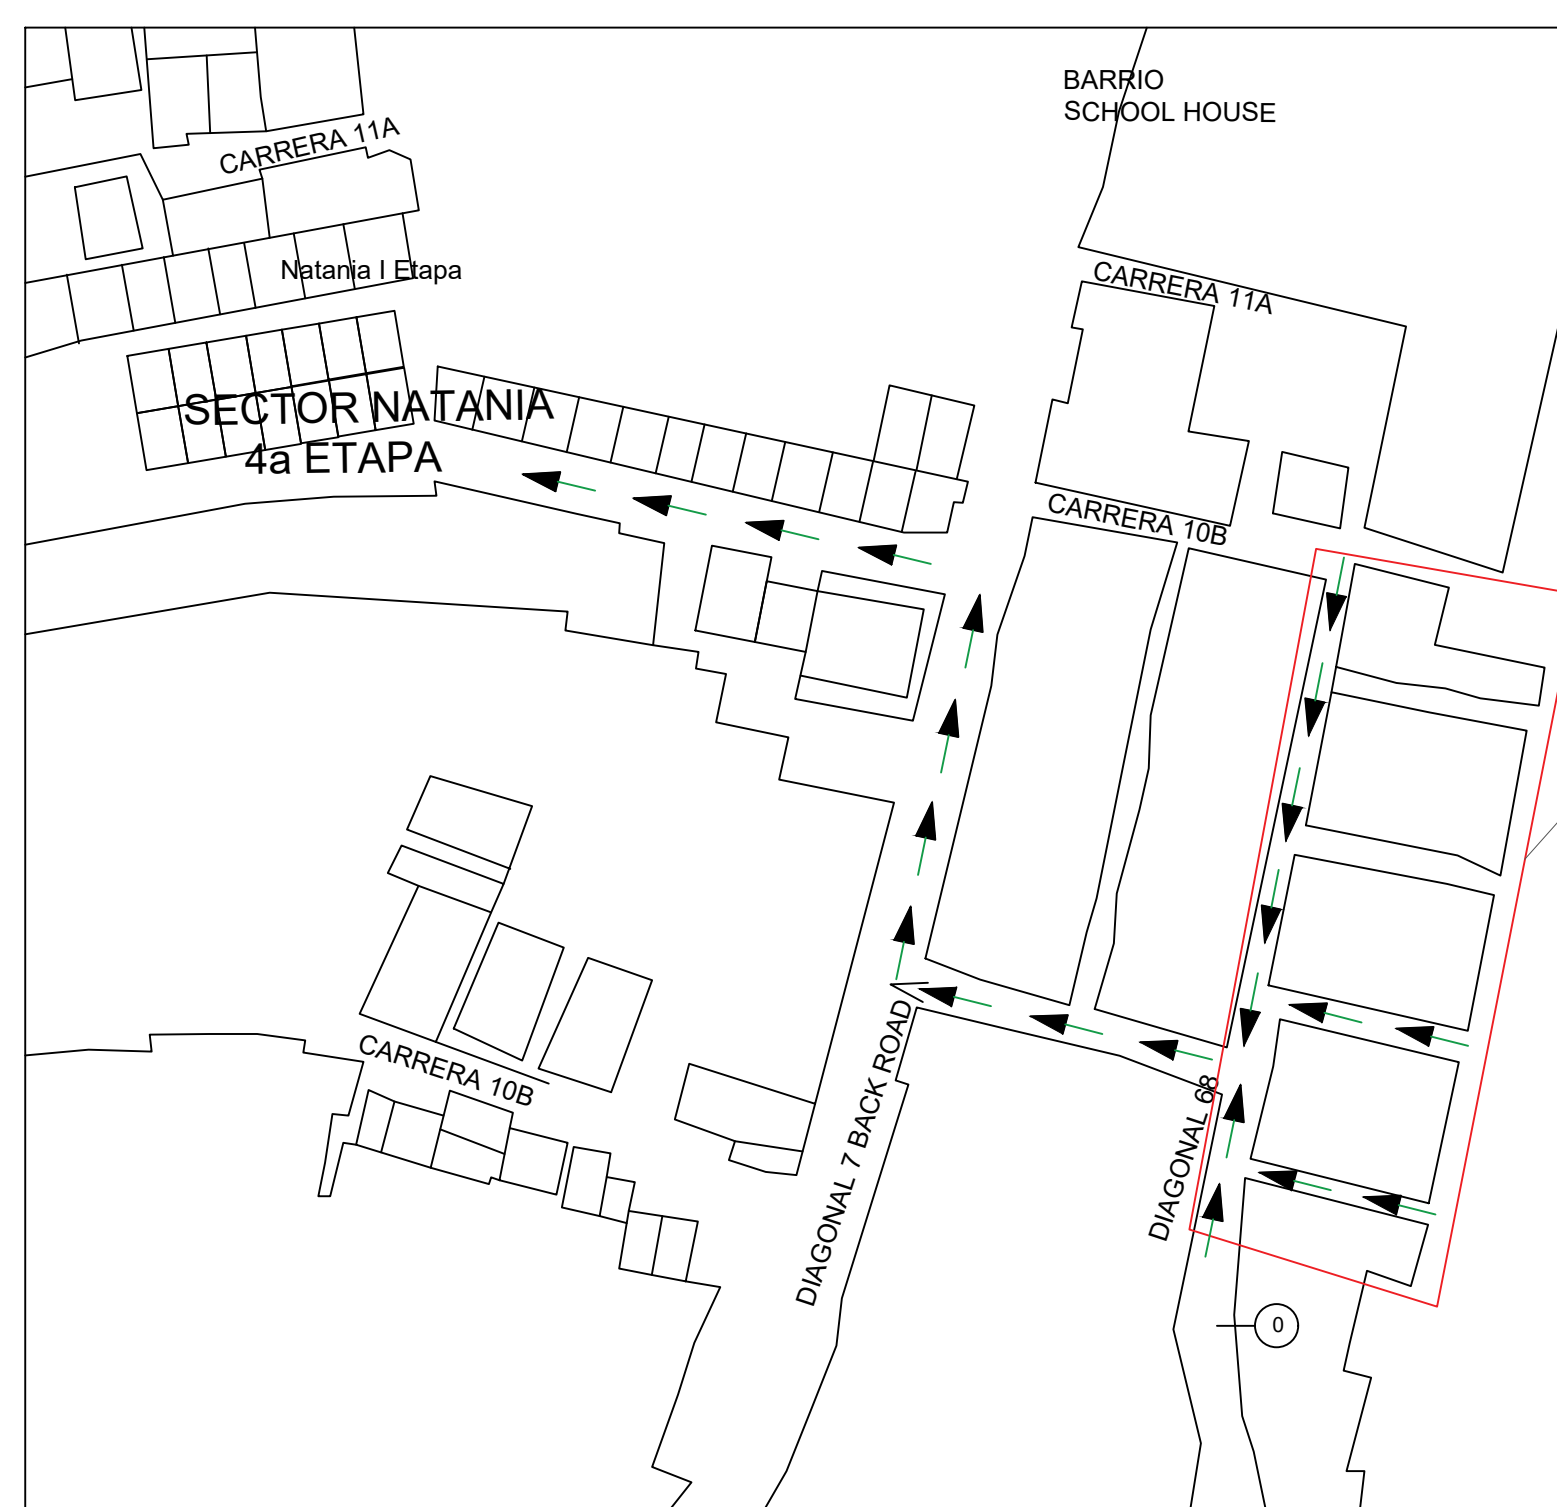 BARRIO
SCHOOL HOUSE
CARRERA 11A
Natania I Etapa
CARRERA 11A
SECTOR NATANIA
4a ETAPA
CARRERA 10B
CARRERA 10B
DIAGONAL 7 BACK ROAD
DIAGONAL 68
0